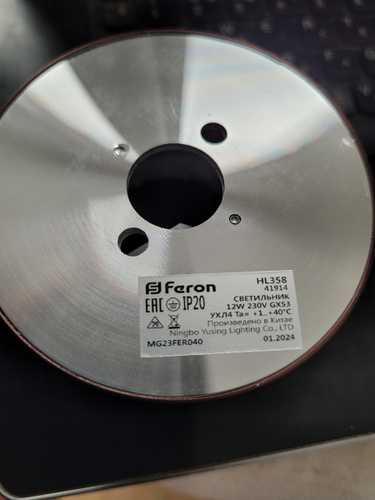 Feron
HL358
41914
EAC IP20
СВЕТИЛЬНИК
12W 230V GX53
УХЛ4 Ta= +1..+40°C
Произведено в Китае
Ningbo Yusing Lighting Co., LTD
MG23FER040
01.2024